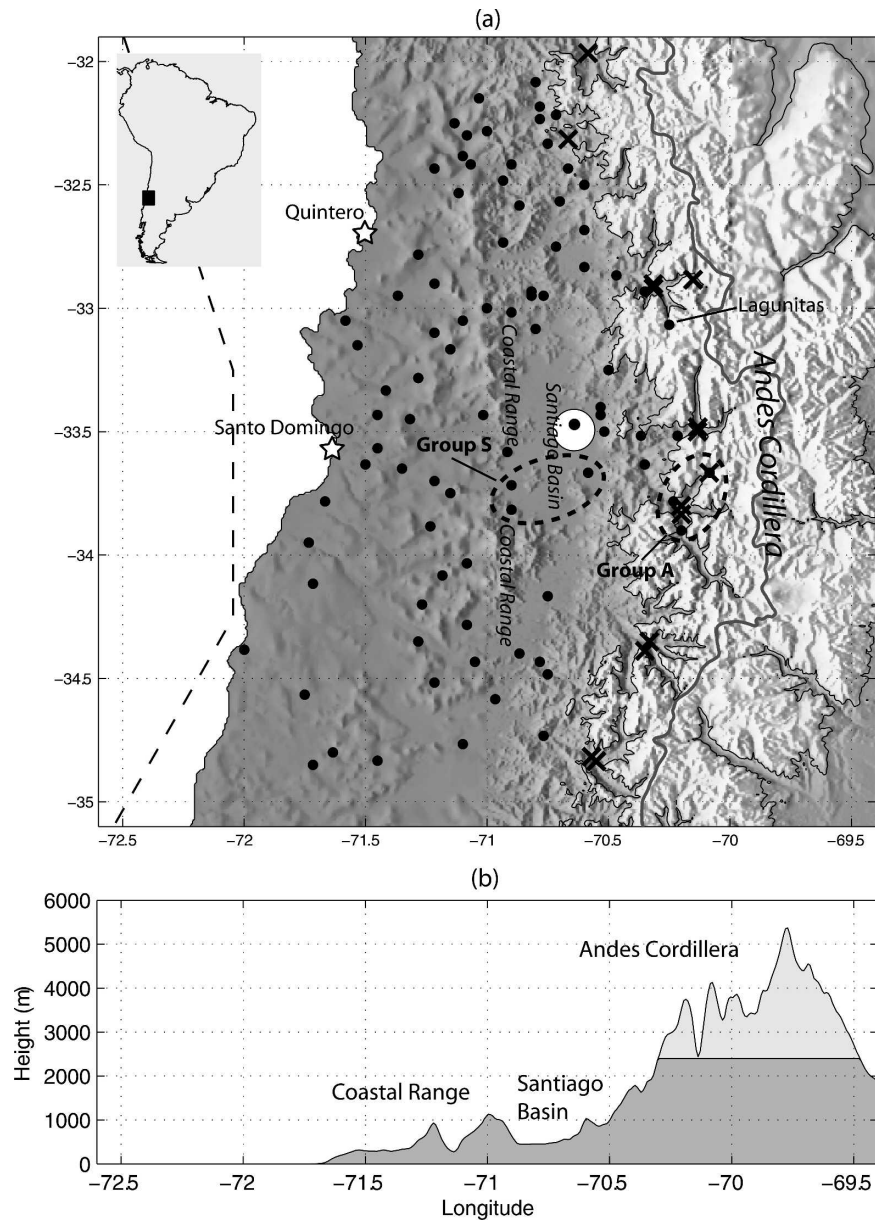 (a)
−32
−32.5
−33
−33.5
−34
−34.5
−35
Quintero
Lagunitas
Coastal Range
Santiago Basin
Andes Cordillera
Santo Domingo
Group S
Group A
Coastal Range
−72.5 −72 −71.5 −71 −70.5 −70 −69.5
(b)
6000
5000
4000
3000
2000
1000
0
Height (m)
Andes Cordillera
Coastal Range
Santiago
Basin
−72.5 −72 −71.5 −71 −70.5 −70 −69.5
Longitude